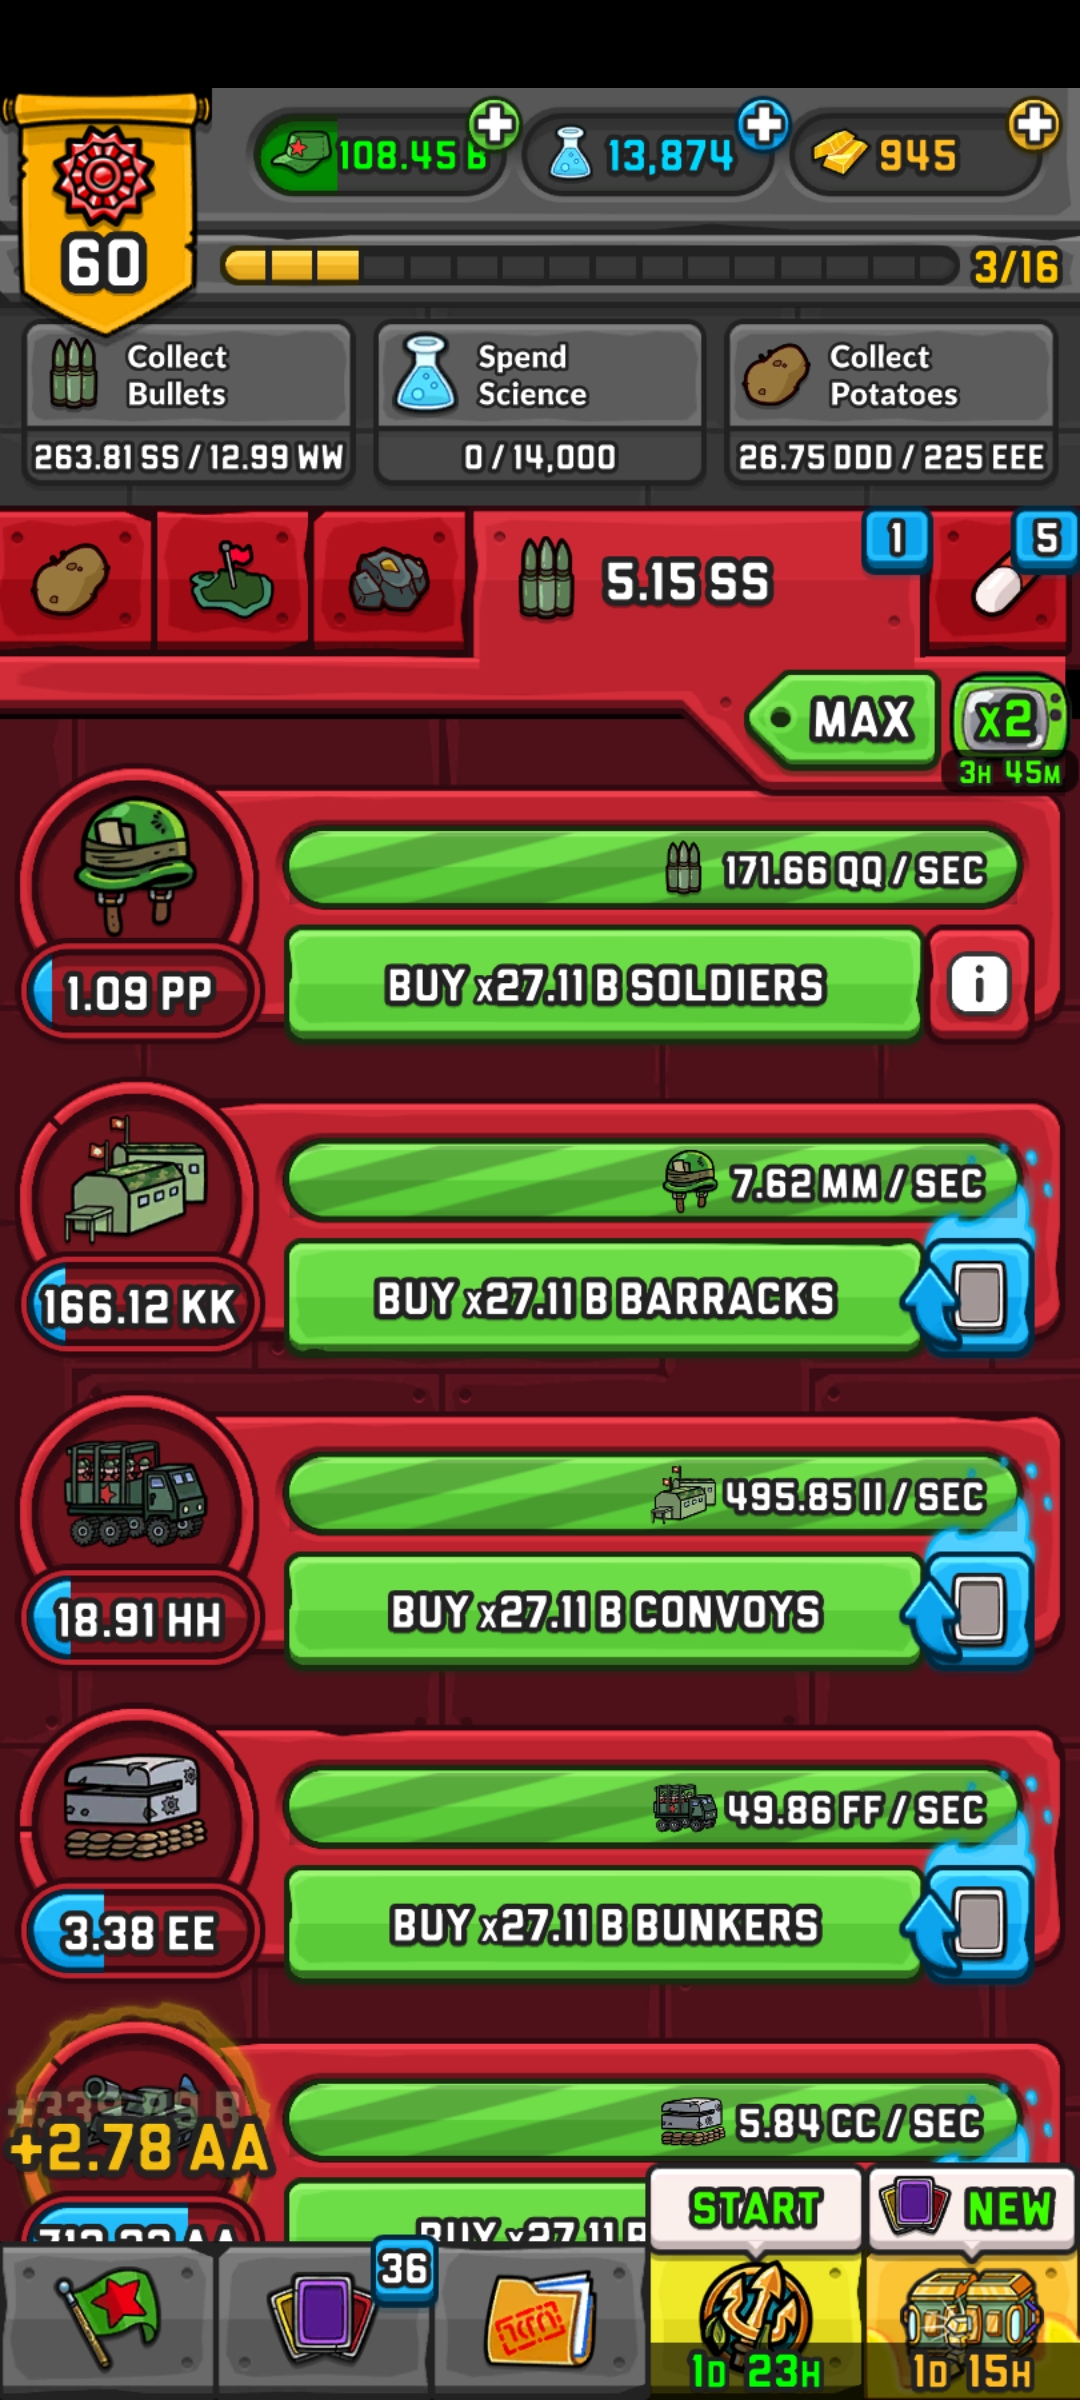 108.45 B
13,874
945
60
3/16
Collect
Bullets
Spend
Science
Collect
Potatoes
263.81 SS / 12.99 WW
0 / 14,000
26.75 DDD / 225 EEE
5.15 SS
1
5
MAX
x2
3H 45M
171.66 QQ / SEC
1.09 PP
BUY x27.11 B SOLDIERS
i
7.62 MM / SEC
166.12 KK
BUY x27.11 B BARRACKS
495.85 II / SEC
18.91 HH
BUY x27.11 B CONVOYS
49.86 FF / SEC
3.38 EE
BUY x27.11 B BUNKERS
+2.78 AA
5.84 CC / SEC
BUY x27.11 B
START
NEW
36
1D 23H
1D 15H